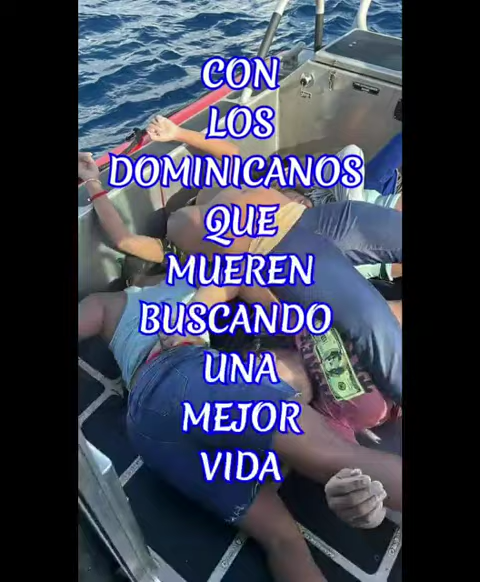 CON
LOS
DOMINICANOS
QUE
MUEREN
BUSCANDO
UNA
MEJOR
VIDA